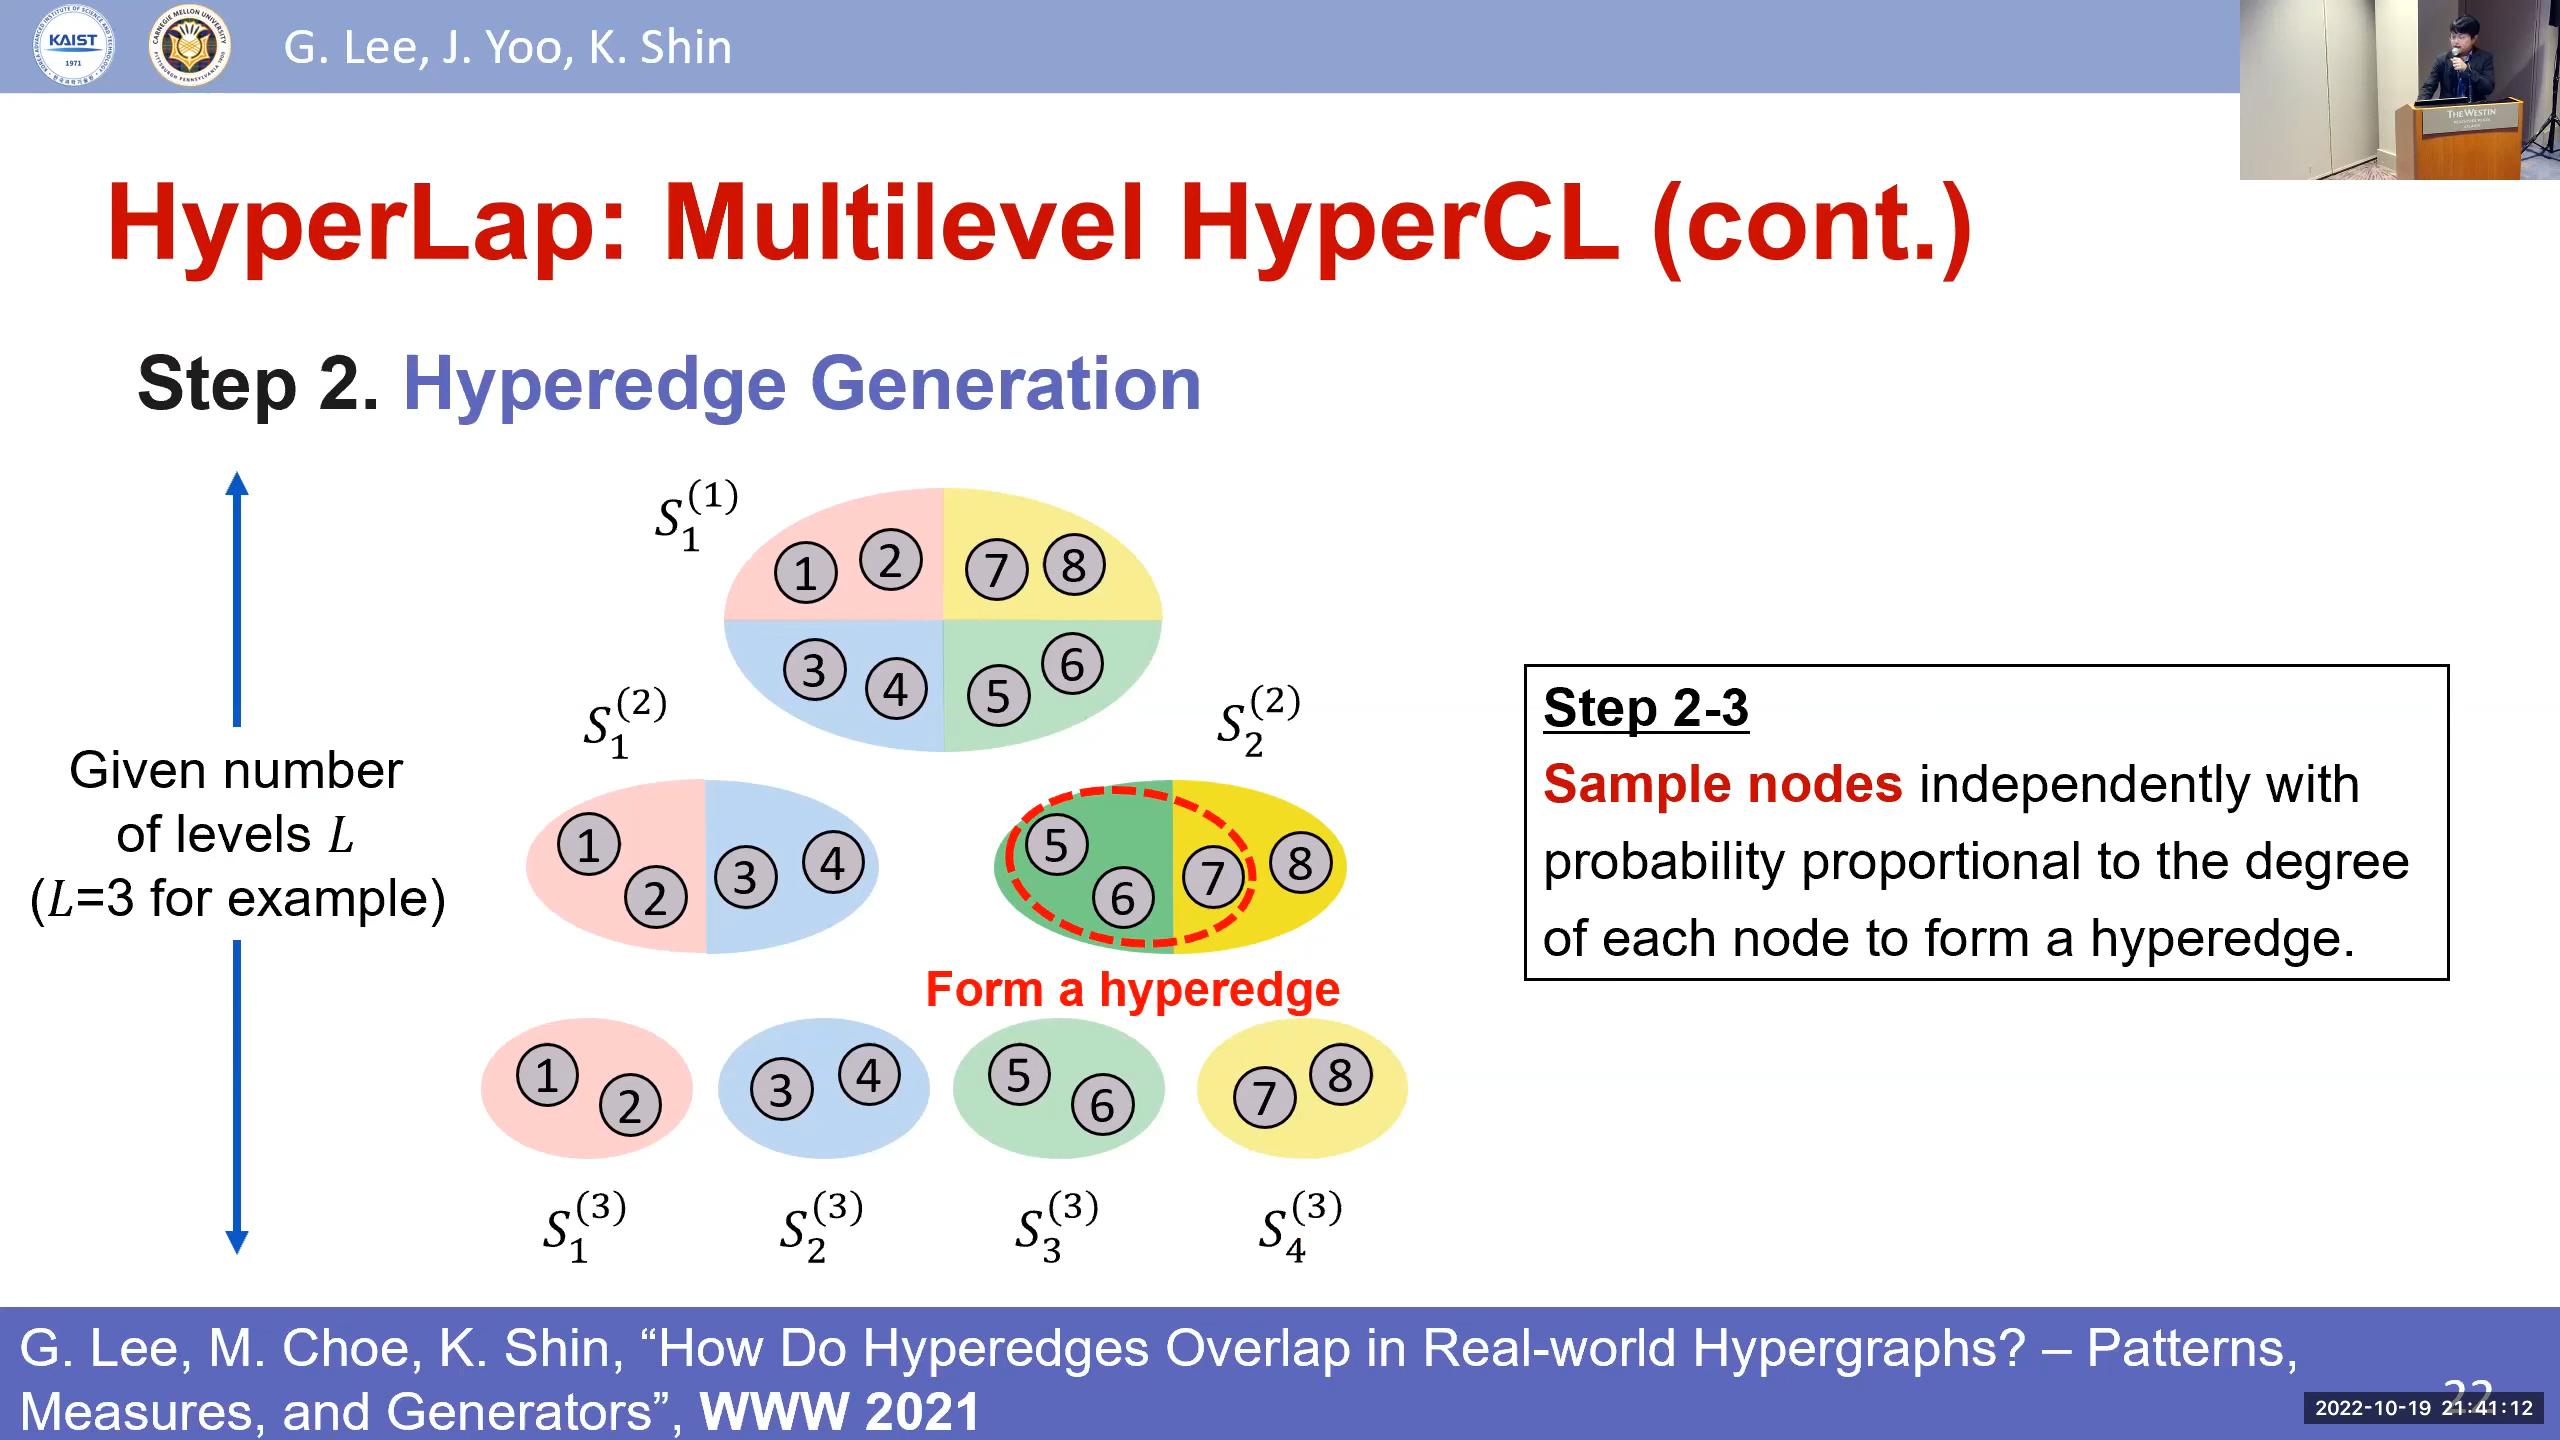 KAIST
1971
G. Lee, J. Yoo, K. Shin
THE WESTIN
HyperLap: Multilevel HyperCL (cont.)
Step 2. Hyperedge Generation
S₁⁽¹⁾
1 2 7 8
3 4 5 6
S₁⁽²⁾ S₂⁽²⁾
Given number
of levels L
(L=3 for example)
1 2 3 4 5 6 7 8
Form a hyperedge
1 2 3 4 5 6 7 8
S₁⁽³⁾ S₂⁽³⁾ S₃⁽³⁾ S₄⁽³⁾
Step 2-3
Sample nodes independently with
probability proportional to the degree
of each node to form a hyperedge.
G. Lee, M. Choe, K. Shin, “How Do Hyperedges Overlap in Real-world Hypergraphs? – Patterns,
Measures, and Generators”, WWW 2021
22
2022-10-19 21:41:12